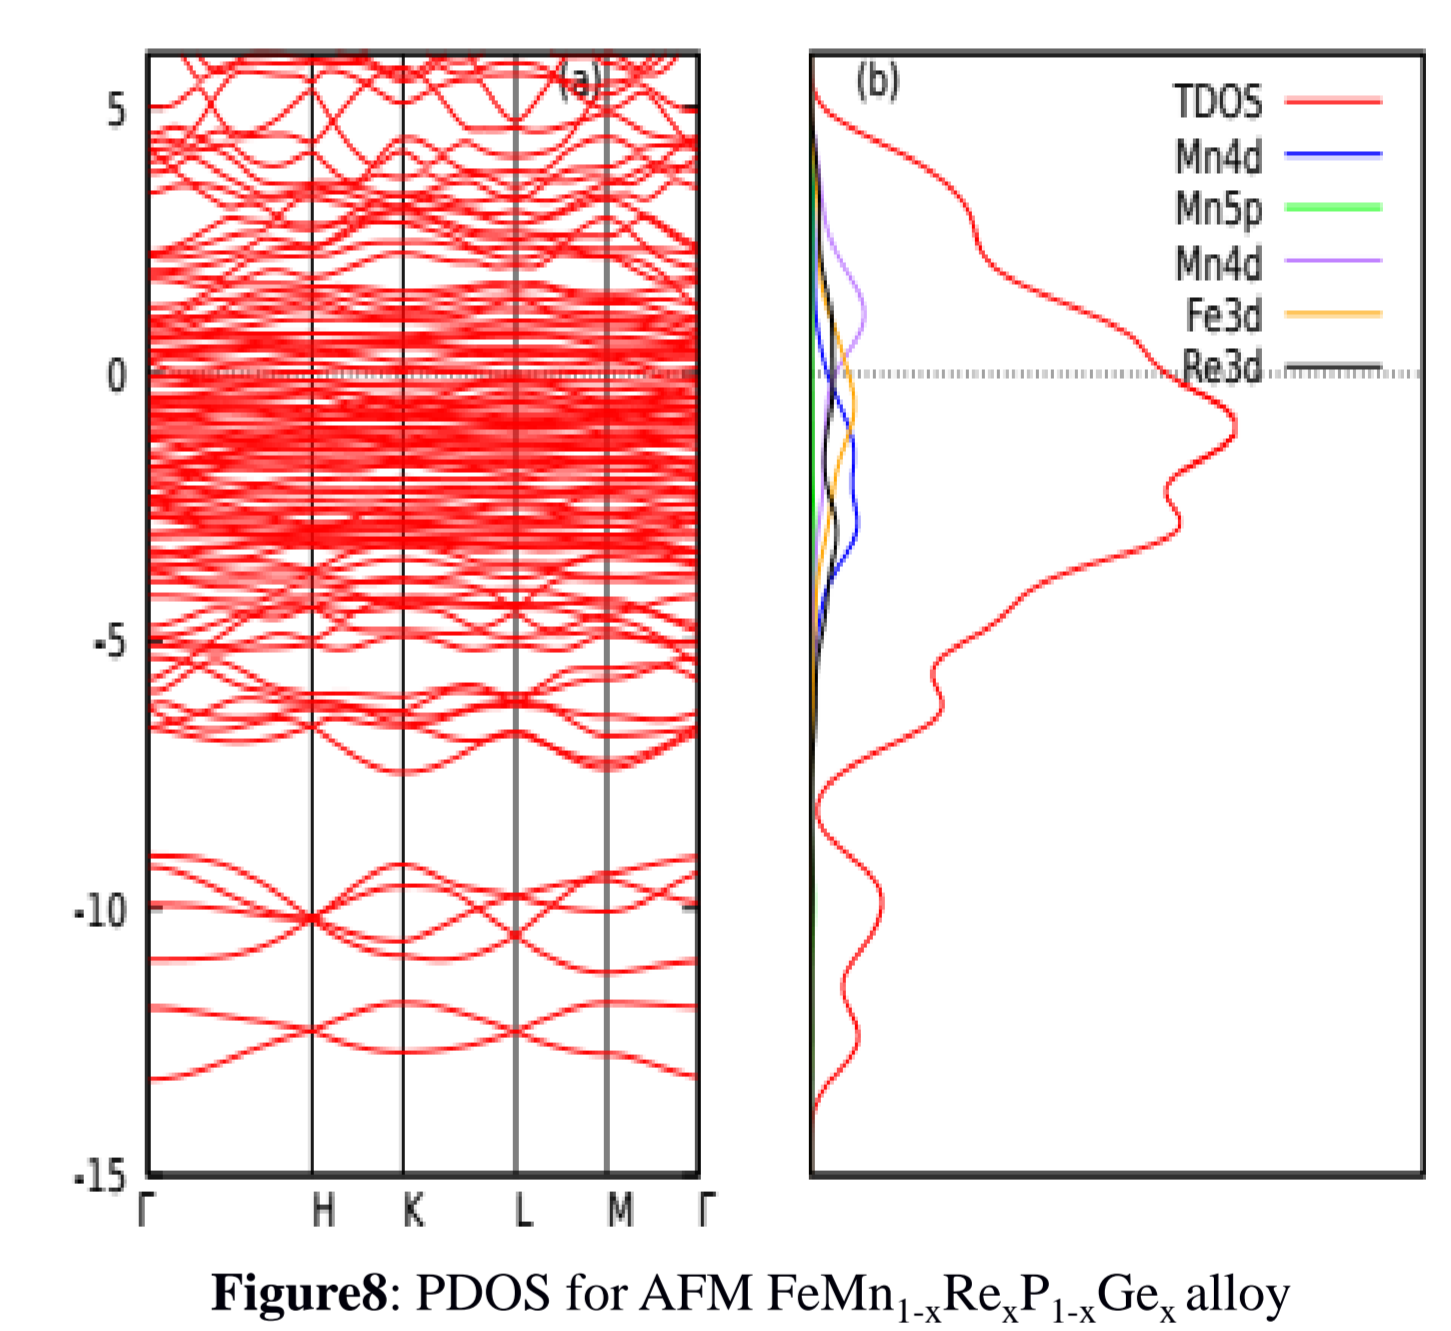 (a)
5
0
-5
-10
-15
Γ H K L M Γ
(b)
TDOS
Mn4d
Mn5p
Mn4d
Fe3d
Re3d
Figure8: PDOS for AFM FeMn1-xRexP1-xGex alloy